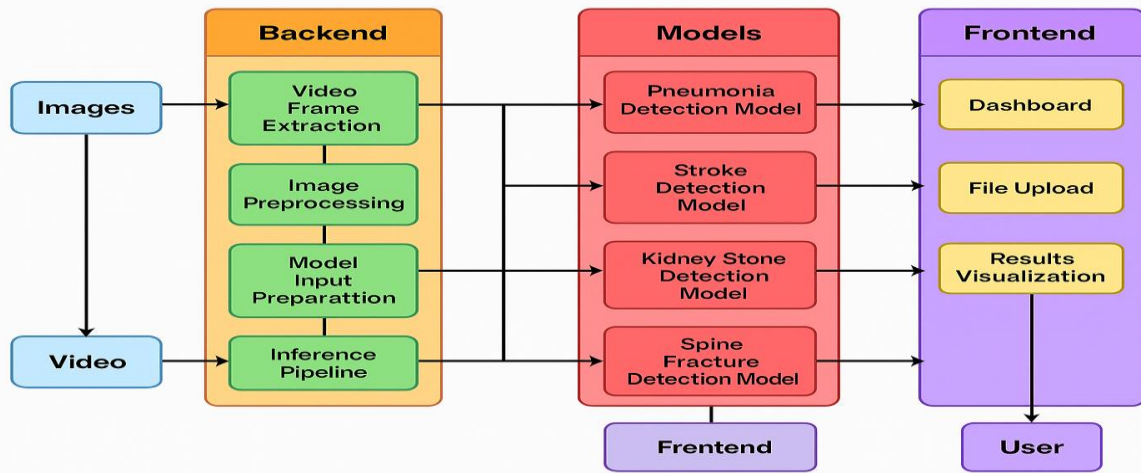 Backend
Models
Frontend
Images
Video
Frame
Extraction
Pneumonia
Detection Model
Dashboard
Image
Preprocessing
Stroke
Detection
Model
File Upload
Model
Input
Preparattion
Kidney Stone
Detection
Model
Results
Visualization
Video
Inference
Pipeline
Spine
Fracture
Detection Model
Frentend
User